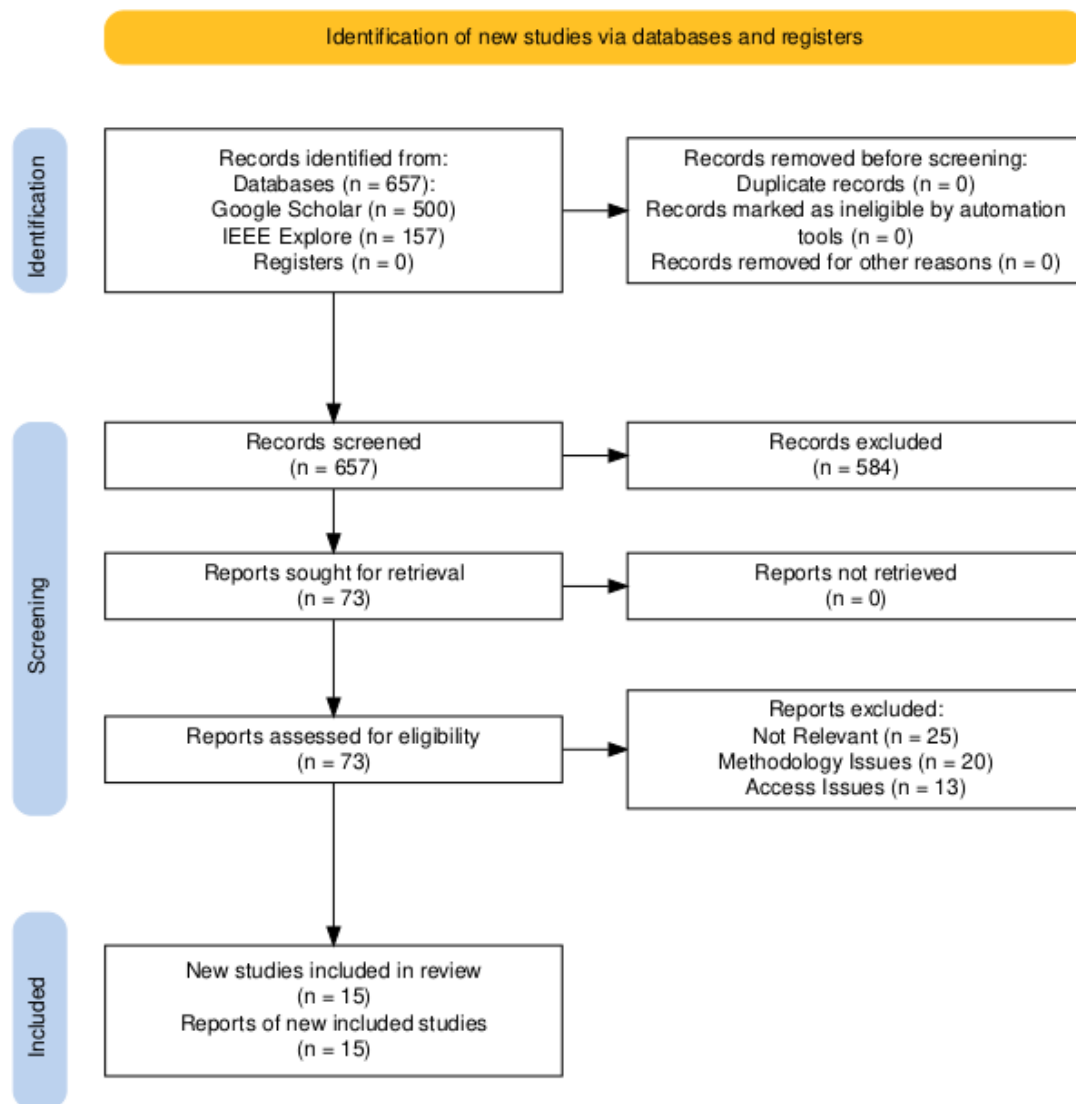 Identification of new studies via databases and registers
Identification
Records identified from:
Databases (n = 657):
Google Scholar (n = 500)
IEEE Explore (n = 157)
Registers (n = 0)
Records removed before screening:
Duplicate records (n = 0)
Records marked as ineligible by automation
tools (n = 0)
Records removed for other reasons (n = 0)
Screening
Records screened
(n = 657)
Records excluded
(n = 584)
Reports sought for retrieval
(n = 73)
Reports not retrieved
(n = 0)
Reports assessed for eligibility
(n = 73)
Reports excluded:
Not Relevant (n = 25)
Methodology Issues (n = 20)
Access Issues (n = 13)
Included
New studies included in review
(n = 15)
Reports of new included studies
(n = 15)